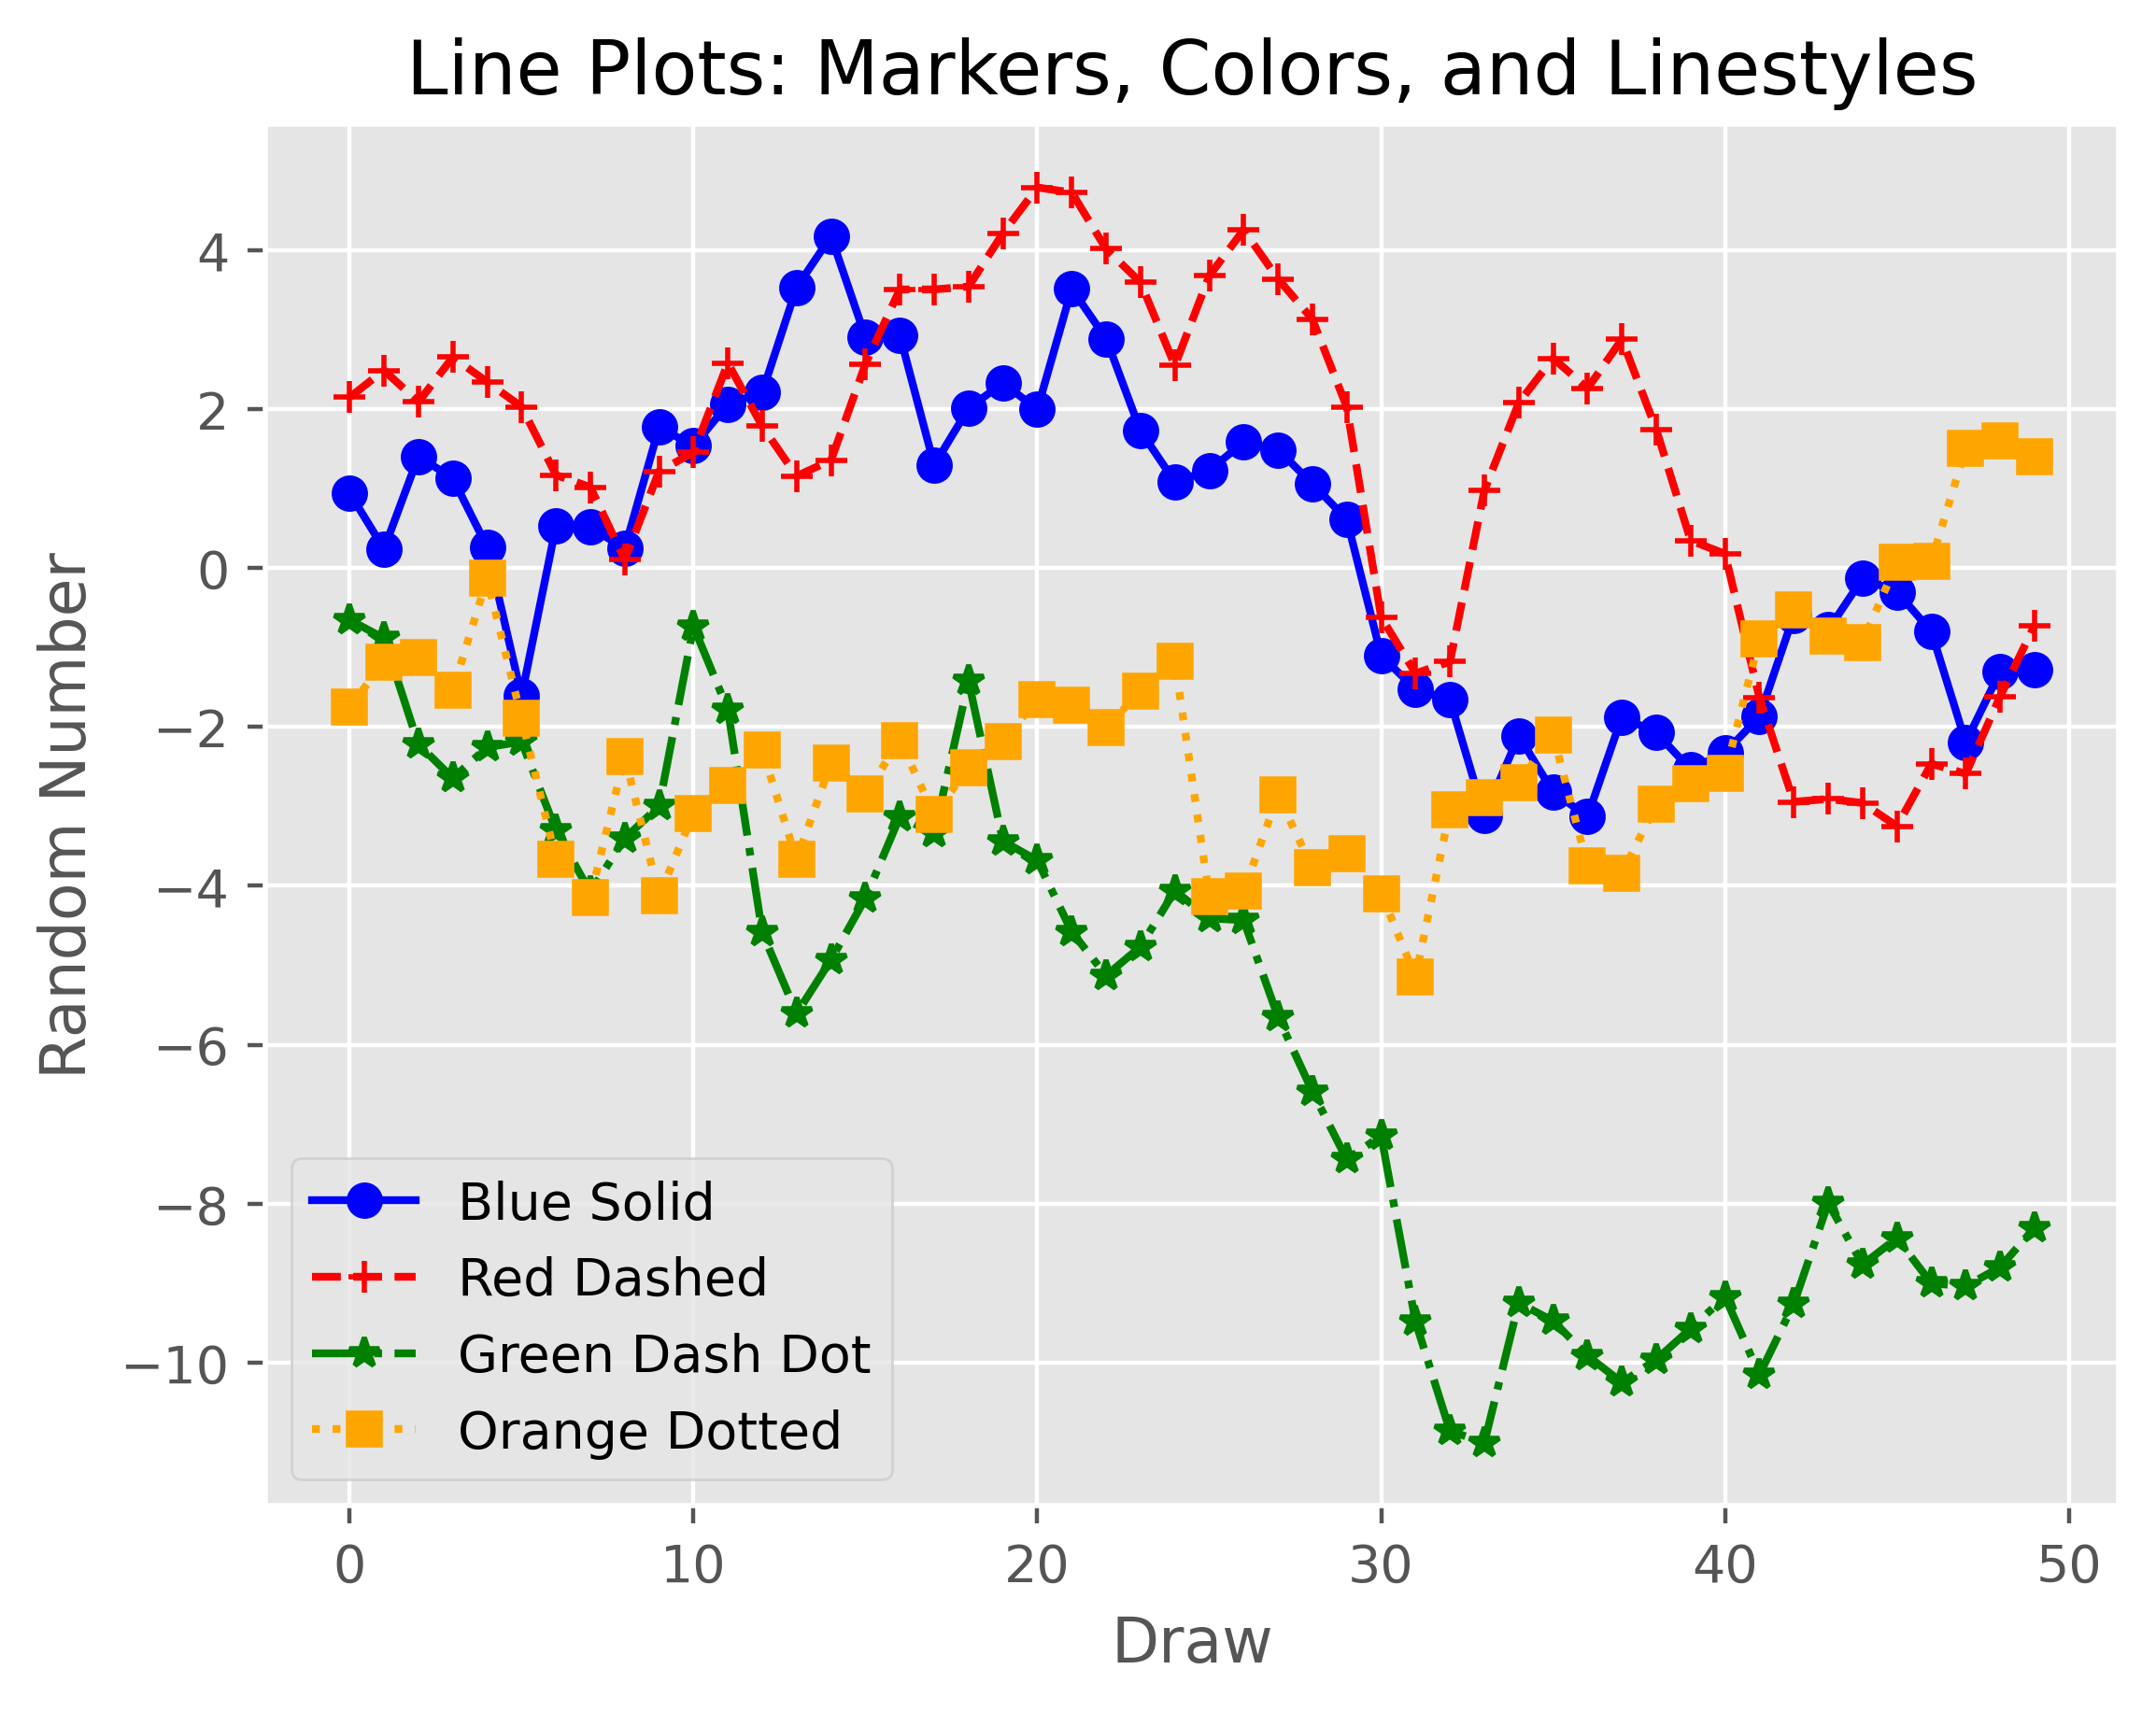 Line Plots: Markers, Colors, and Linestyles
4
2
0
−2
−4
−6
−8
−10
Random Number
Blue Solid
Red Dashed
Green Dash Dot
Orange Dotted
0 10 20 30 40 50
Draw